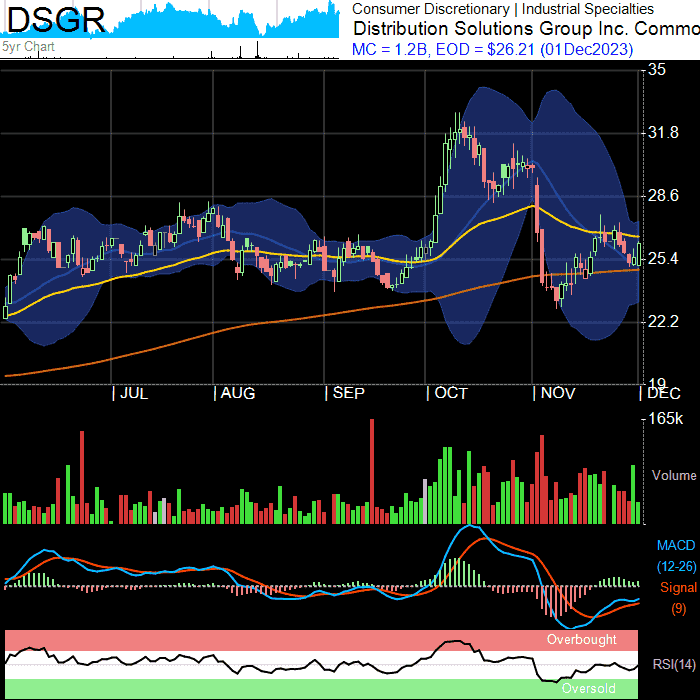 DSGR
5yr Chart
Consumer Discretionary | Industrial Specialties
Distribution Solutions Group Inc. Commo
MC = 1.2B, EOD = $26.21 (01Dec2023)
35
31.8
28.6
25.4
22.2
19
| JUL | AUG | SEP | OCT | NOV | DEC
165k
Volume
MACD
(12-26)
Signal
(9)
Overbought
RSI(14)
Oversold